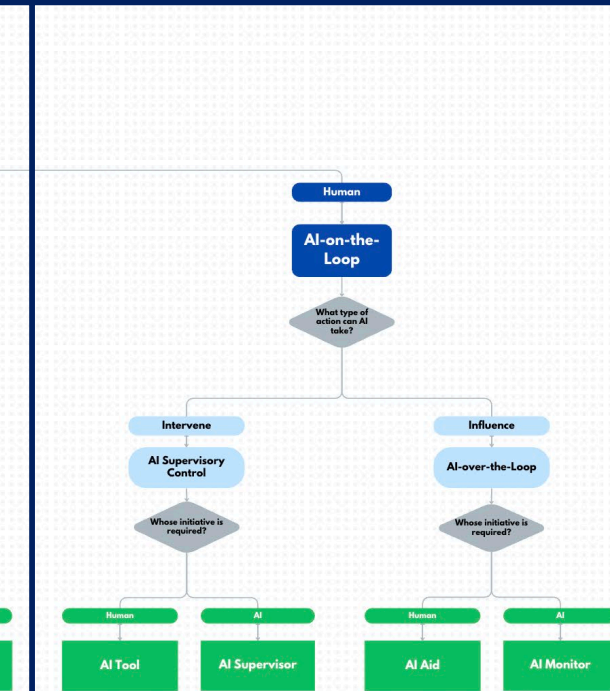 Human
AI-on-the-
Loop
What type of
action can AI
take?
Intervene
Influence
AI Supervisory
Control
AI-over-the-Loop
Whose initiative is
required?
Whose initiative is
required?
Human
AI
Human
AI
AI Tool
AI Supervisor
AI Aid
AI Monitor